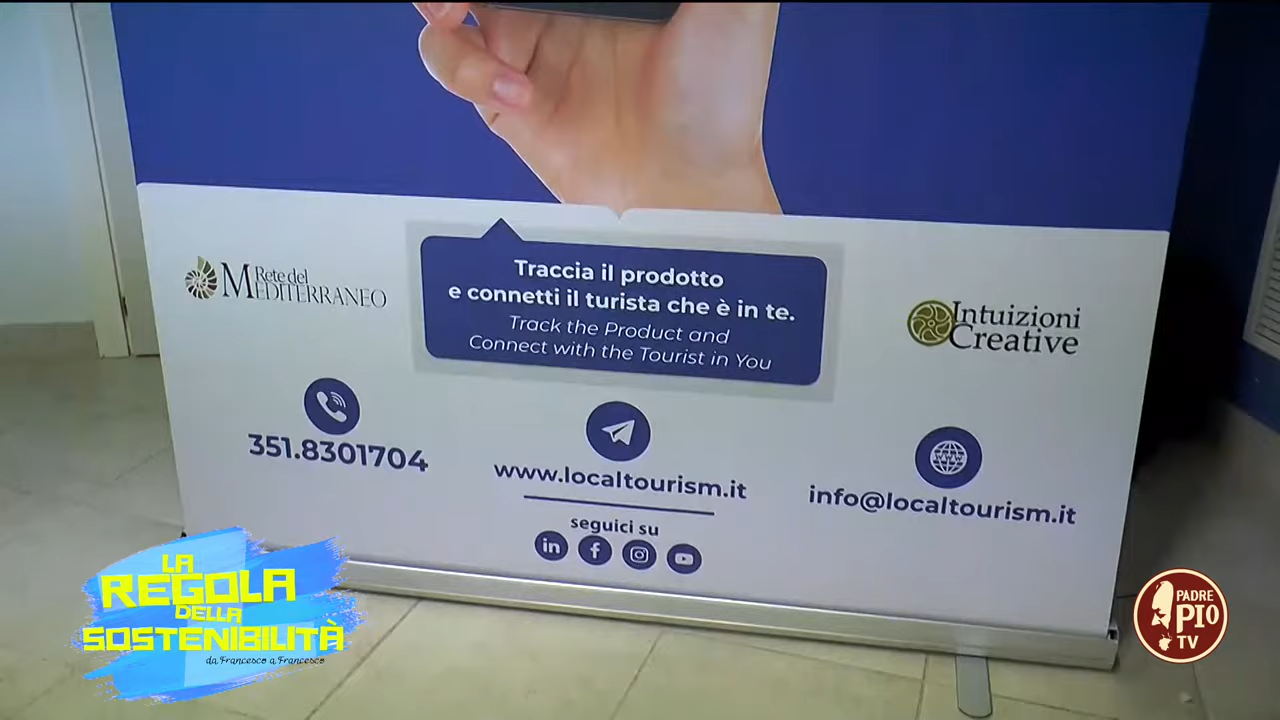 Rete del
MEDITERRANEO
Traccia il prodotto
e connetti il turista che è in te.
Track the Product and
Connect with the Tourist in You
Intuizioni
Creative
351.8301704
www.localtourism.it
info@localtourism.it
seguici su
in f
LA
REGOLA
DELLA
SOSTENIBILITÀ
da Francesco a Francesco
PADRE
PIO
TV